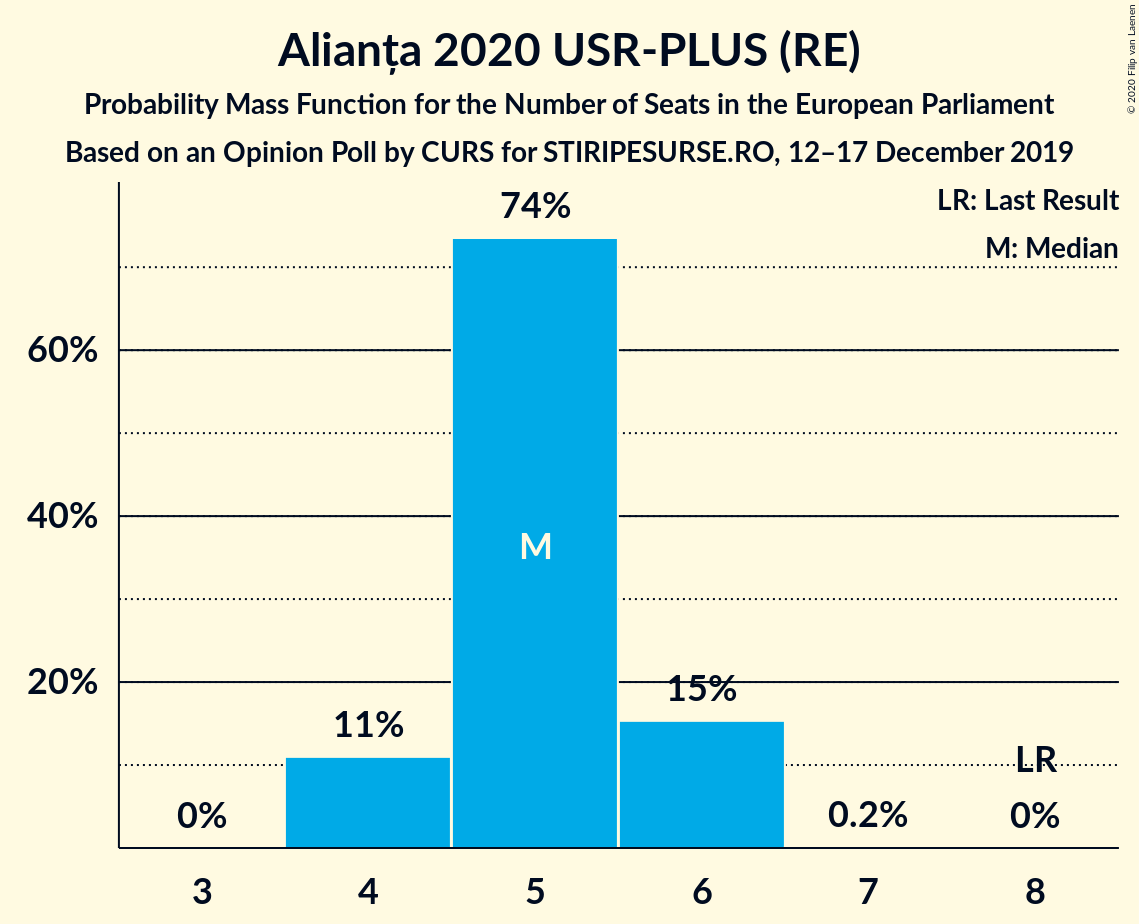 Alianța 2020 USR-PLUS (RE)
Probability Mass Function for the Number of Seats in the European Parliament
Based on an Opinion Poll by CURS for STIRIPESURSE.RO, 12–17 December 2019
© 2020 Filip van Laenen
LR: Last Result
M: Median
74%
60%
40%
M
20%
15%
11%
LR
0%
0.2%
0%
3 4 5 6 7 8